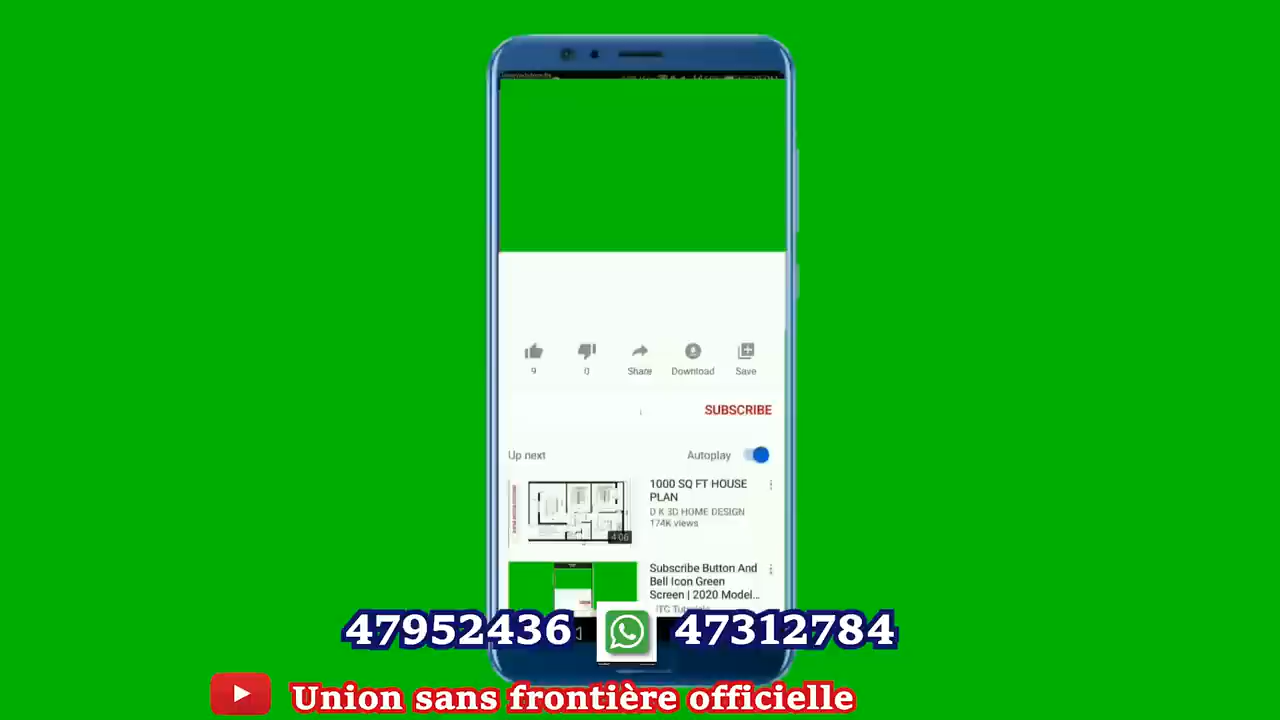 9
0
Share
Download
Save
SUBSCRIBE
Up next
Autoplay
1000 SQ FT HOUSE
PLAN
D K 3D HOME DESIGN
174K views
4:06
Subscribe Button And
Bell Icon Green
Screen | 2020 Model...
47952436 47312784
Union sans frontière officielle